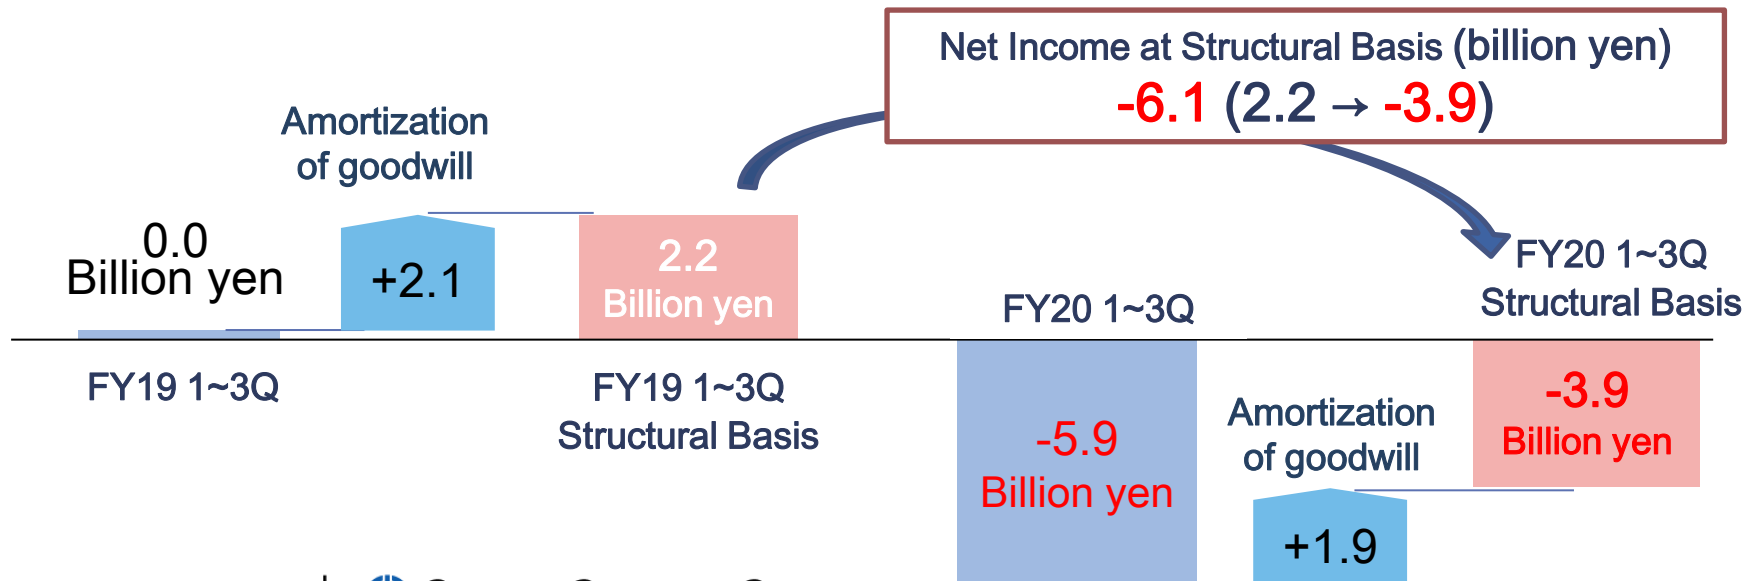 Net Income at Structural Basis (billion yen)
-6.1 (2.2 → -3.9)
Amortization
of goodwill
0.0
Billion yen
+2.1
2.2
Billion yen
FY19 1~3Q
FY19 1~3Q
Structural Basis
FY20 1~3Q
FY20 1~3Q
Structural Basis
-5.9
Billion yen
Amortization
of goodwill
+1.9
-3.9
Billion yen